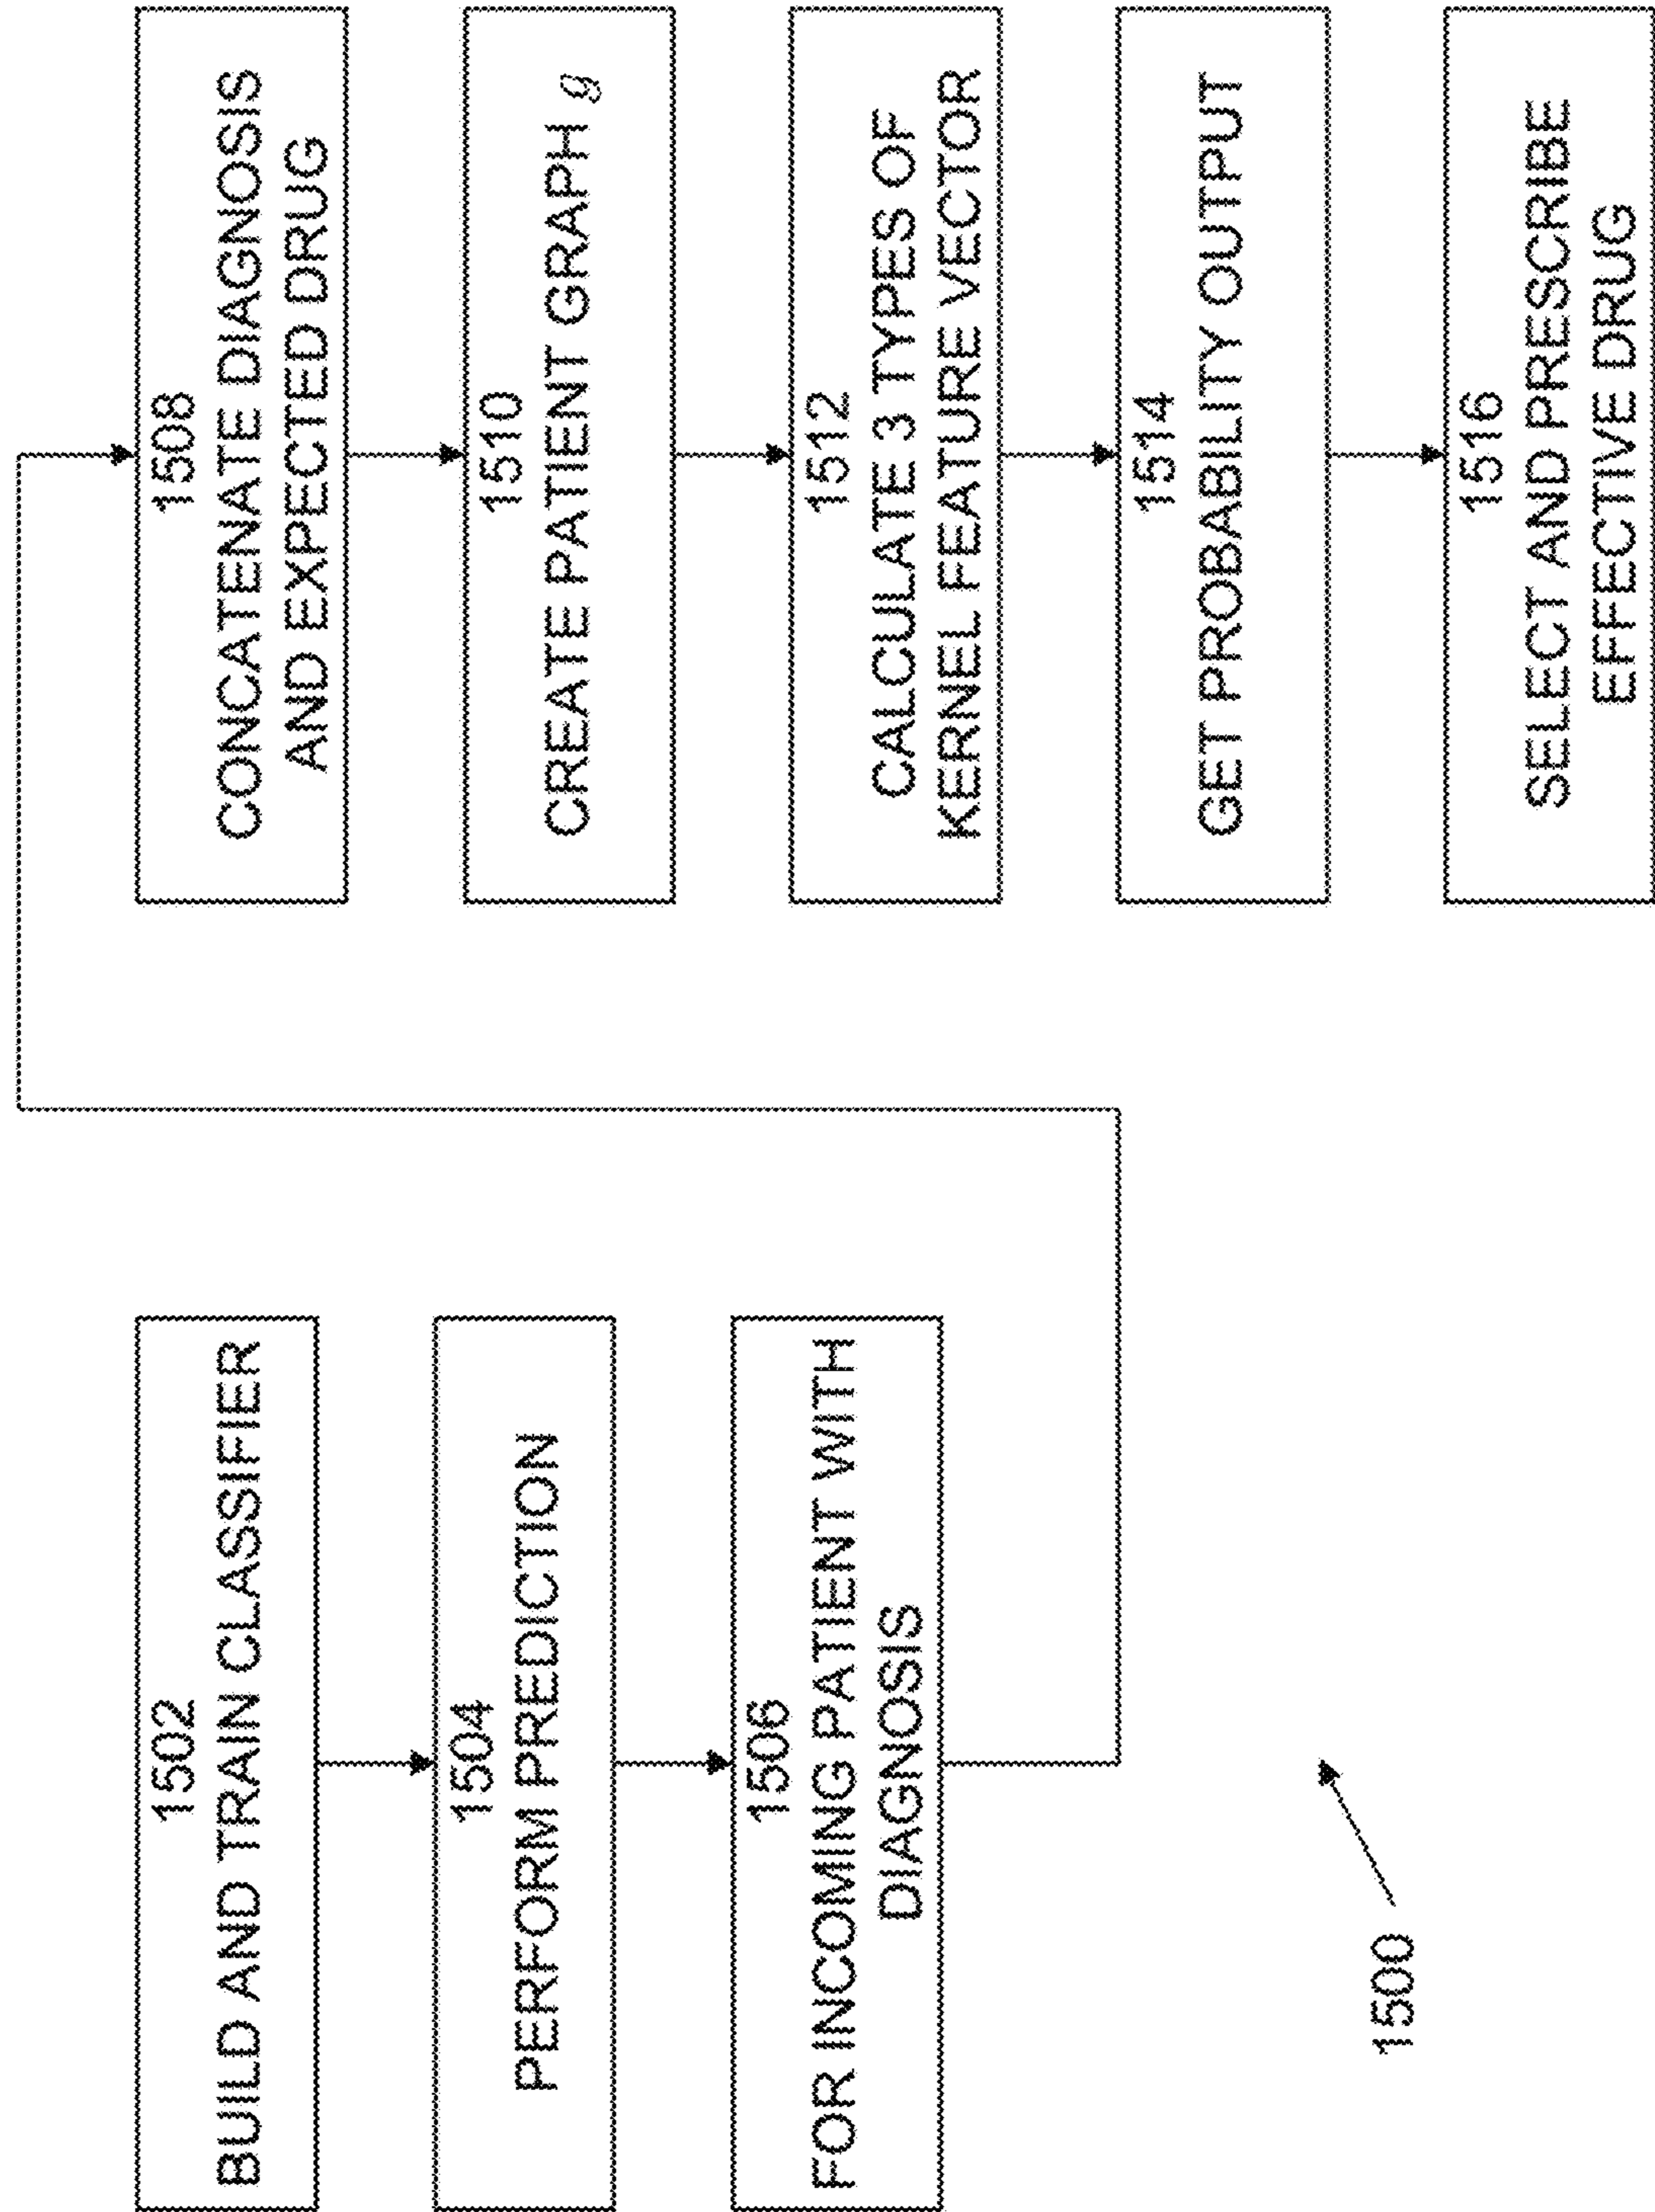 1502
BUILD AND TRAIN CLASSIFIER
1504
PERFORM PREDICTION
1506
FOR INCOMING PATIENT WITH
DIAGNOSIS
1500
1508
CONCATENATE DIAGNOSIS
AND EXPECTED DRUG
1510
CREATE PATIENT GRAPH g
1512
CALCULATE 3 TYPES OF
KERNEL FEATURE VECTOR
1514
GET PROBABILITY OUTPUT
1516
SELECT AND PRESCRIBE
EFFECTIVE DRUG